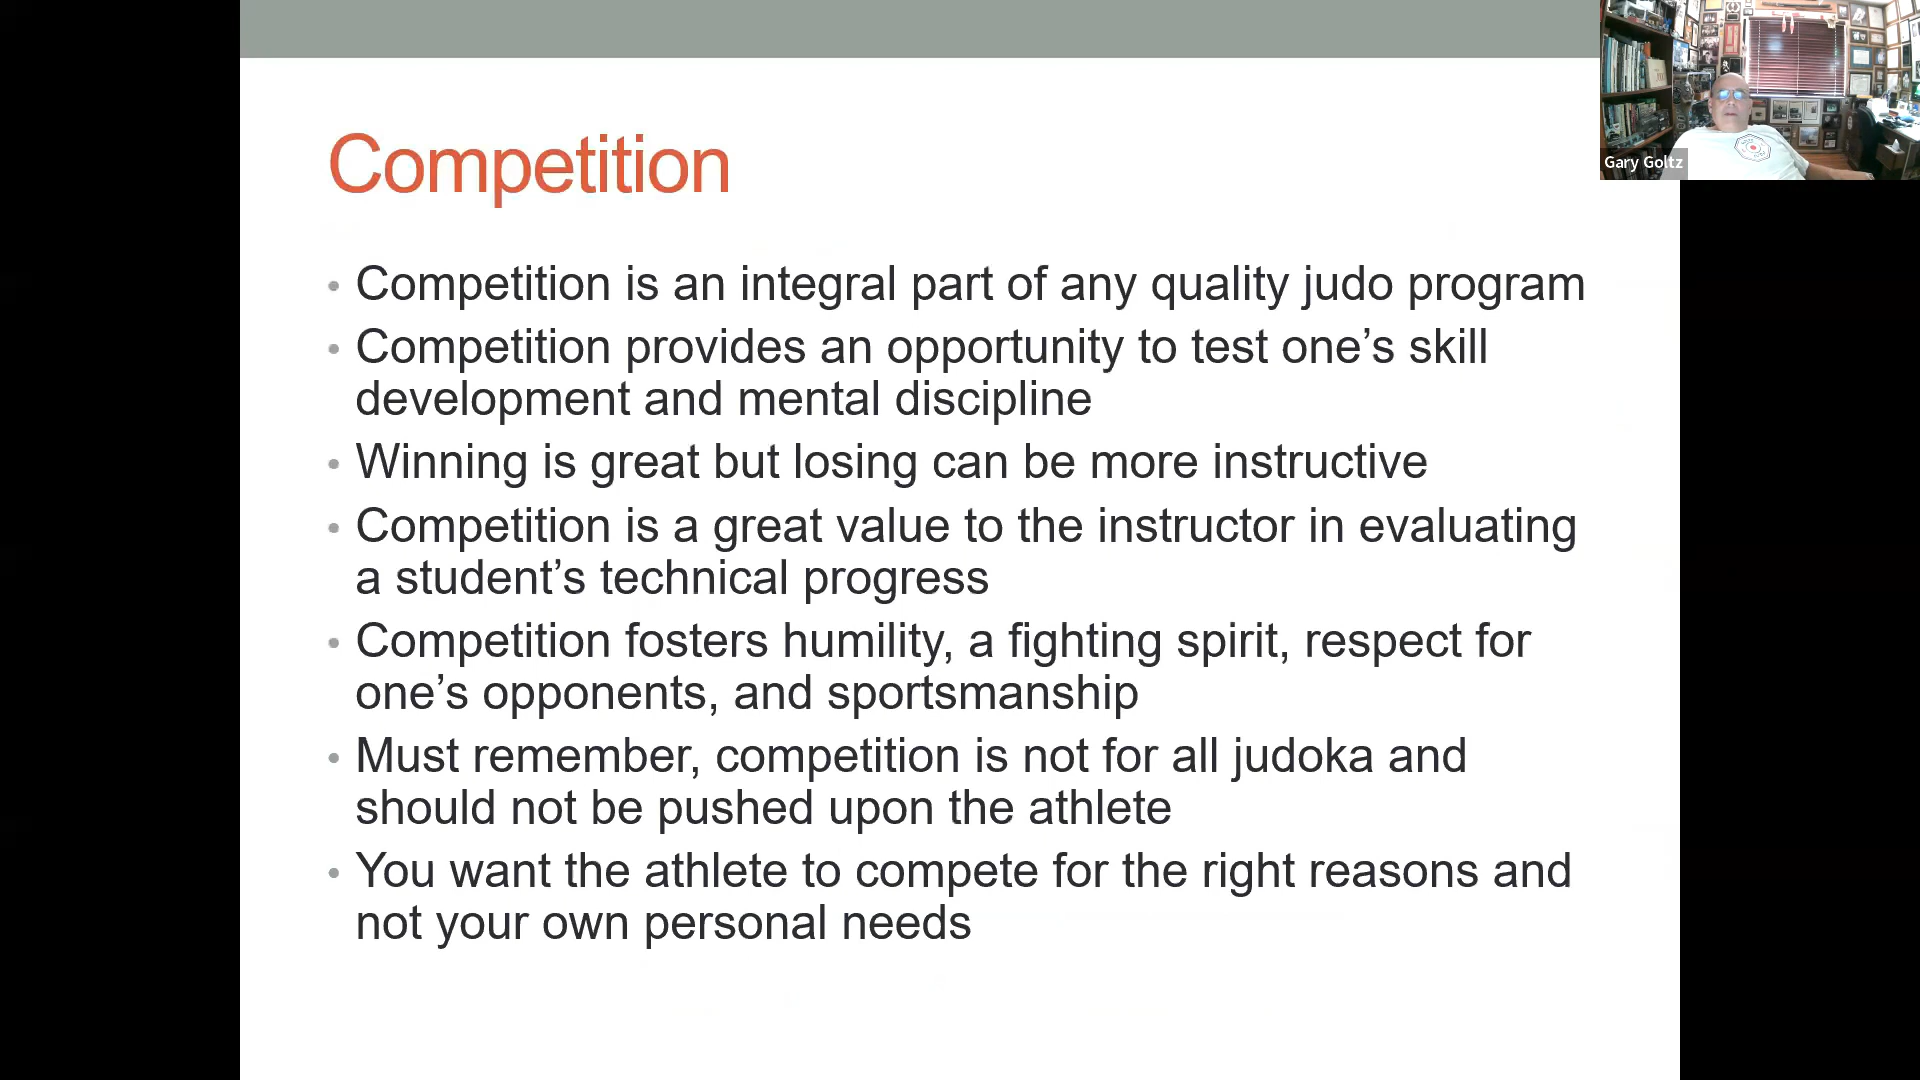 Competition
• Competition is an integral part of any quality judo program
• Competition provides an opportunity to test one’s skill
development and mental discipline
• Winning is great but losing can be more instructive
• Competition is a great value to the instructor in evaluating
a student’s technical progress
• Competition fosters humility, a fighting spirit, respect for
one’s opponents, and sportsmanship
• Must remember, competition is not for all judoka and
should not be pushed upon the athlete
• You want the athlete to compete for the right reasons and
not your own personal needs
Gary Goltz